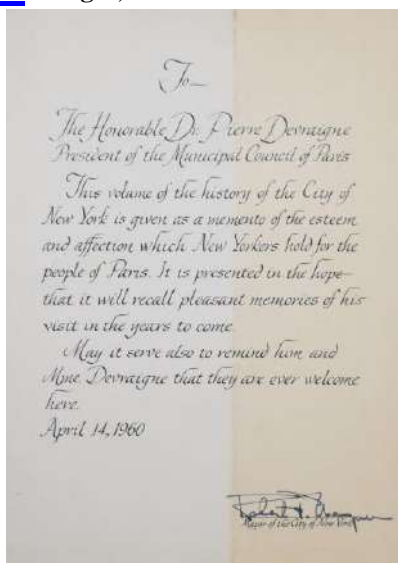 To—
The Honorable Dr. Pierre Devraigne
President of the Municipal Council of Paris
This volume of the history of the City of
New York is given as a memento of the esteem
and affection which New Yorkers hold for the
people of Paris. It is presented in the hope
that it will recall pleasant memories of his
visit in the years to come.
May it serve also to remind him and
Mme. Devraigne that they are ever welcome
here.
April 14, 1960
Robert F. Wagner
Mayor of the City of New York